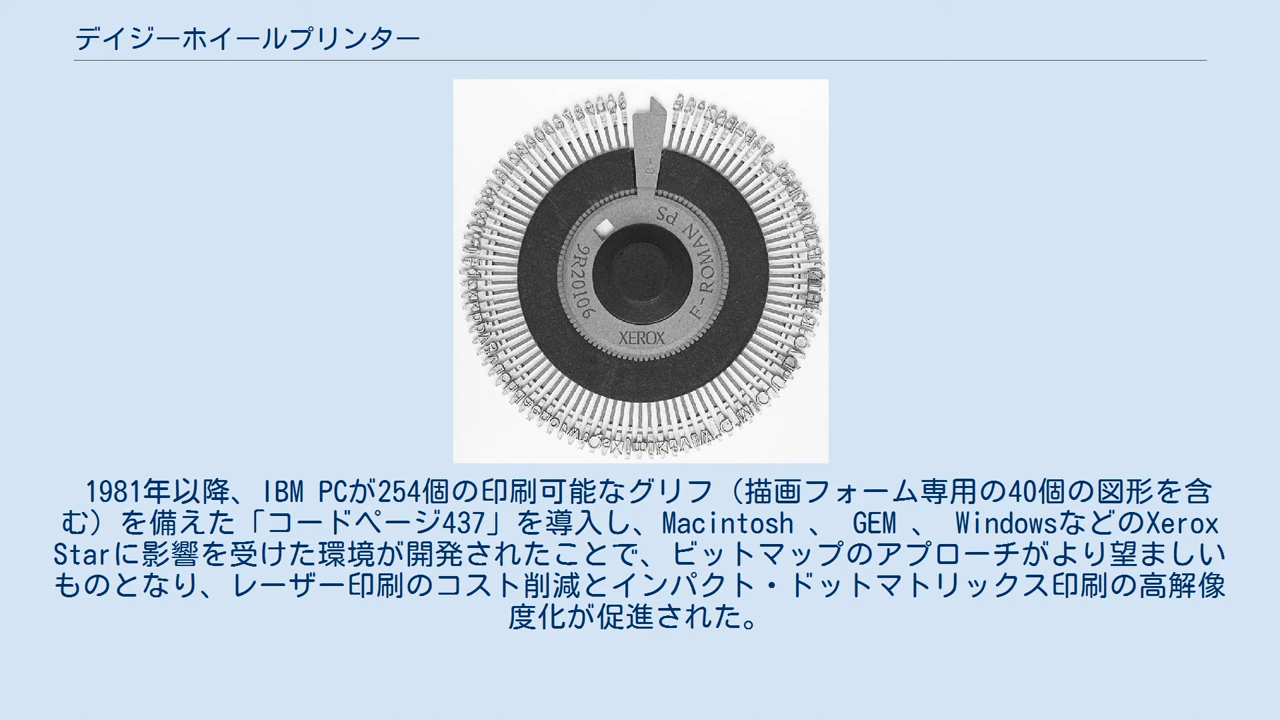 デイジーホイールプリンター
F-ROMAN PS
9R20106
XEROX
1981年以降、IBM PCが254個の印刷可能なグリフ（描画フォーム専用の40個の図形を含
む）を備えた「コードページ437」を導入し、Macintosh 、 GEM 、 WindowsなどのXerox
Starに影響を受けた環境が開発されたことで、ビットマップのアプローチがより望ましい
ものとなり、レーザー印刷のコスト削減とインパクト・ドットマトリックス印刷の高解像
度化が促進された。